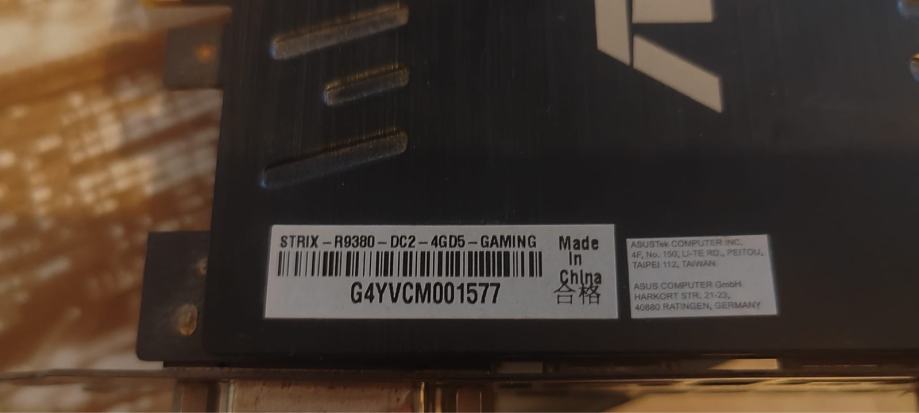 STRIX-R9380-DC2-4GD5-GAMING
G4YVCM001577
Made
in
China
合格
ASUSTek COMPUTER INC.
4F, No. 150, LI-TE RD., PEITOU,
TAIPEI 112, TAIWAN
ASUS COMPUTER GmbH
HARKORT STR. 21-23,
40880 RATINGEN, GERMANY